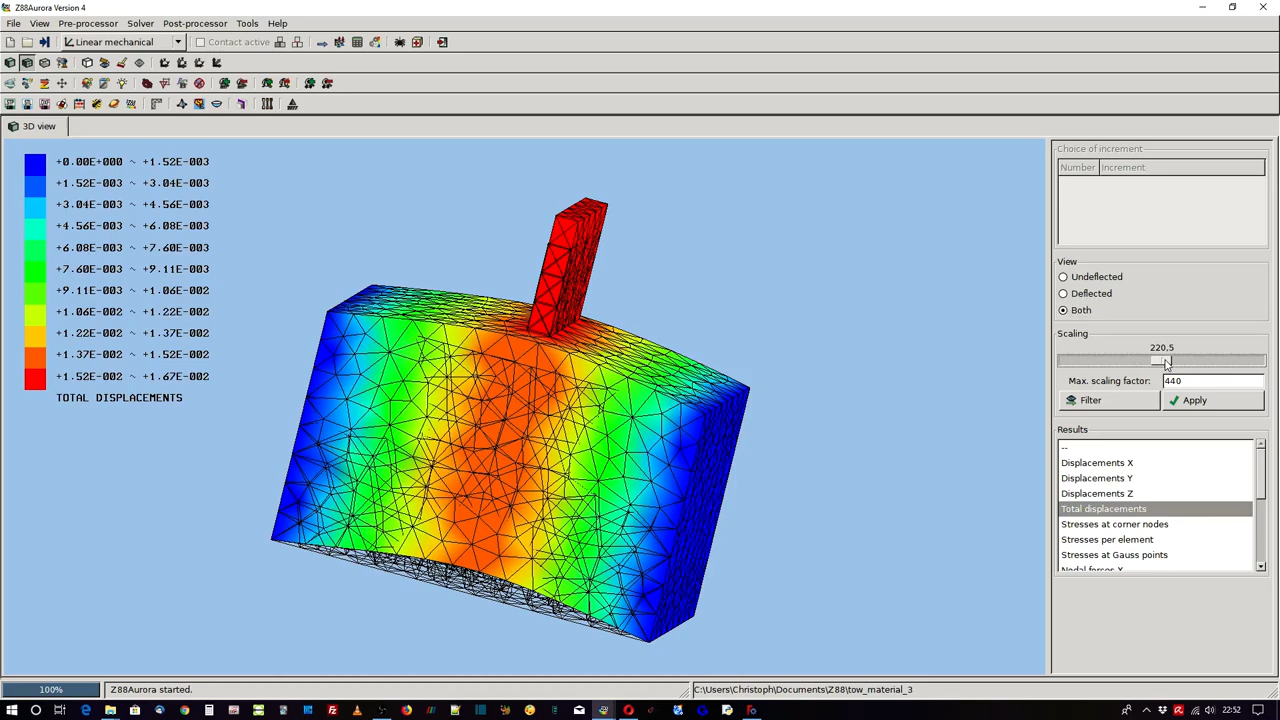 Z88Aurora Version 4
File View Pre-processor Solver Post-processor Tools Help
Linear mechanical Contact active
3D view
+0.00E+000 ~ +1.52E-003
+1.52E-003 ~ +3.04E-003
+3.04E-003 ~ +4.56E-003
+4.56E-003 ~ +6.08E-003
+6.08E-003 ~ +7.60E-003
+7.60E-003 ~ +9.11E-003
+9.11E-003 ~ +1.06E-002
+1.06E-002 ~ +1.22E-002
+1.22E-002 ~ +1.37E-002
+1.37E-002 ~ +1.52E-002
+1.52E-002 ~ +1.67E-002
TOTAL DISPLACEMENTS
Choice of increment
Number Increment
View
Undeflected
Deflected
Both
Scaling
220.5
Max. scaling factor: 440
Filter Apply
Results
--
Displacements X
Displacements Y
Displacements Z
Total displacements
Stresses at corner nodes
Stresses per element
Stresses at Gauss points
Nodal forces X
100% Z88Aurora started. C:\Users\Christoph\Documents\Z88\tow_material_3
22:52